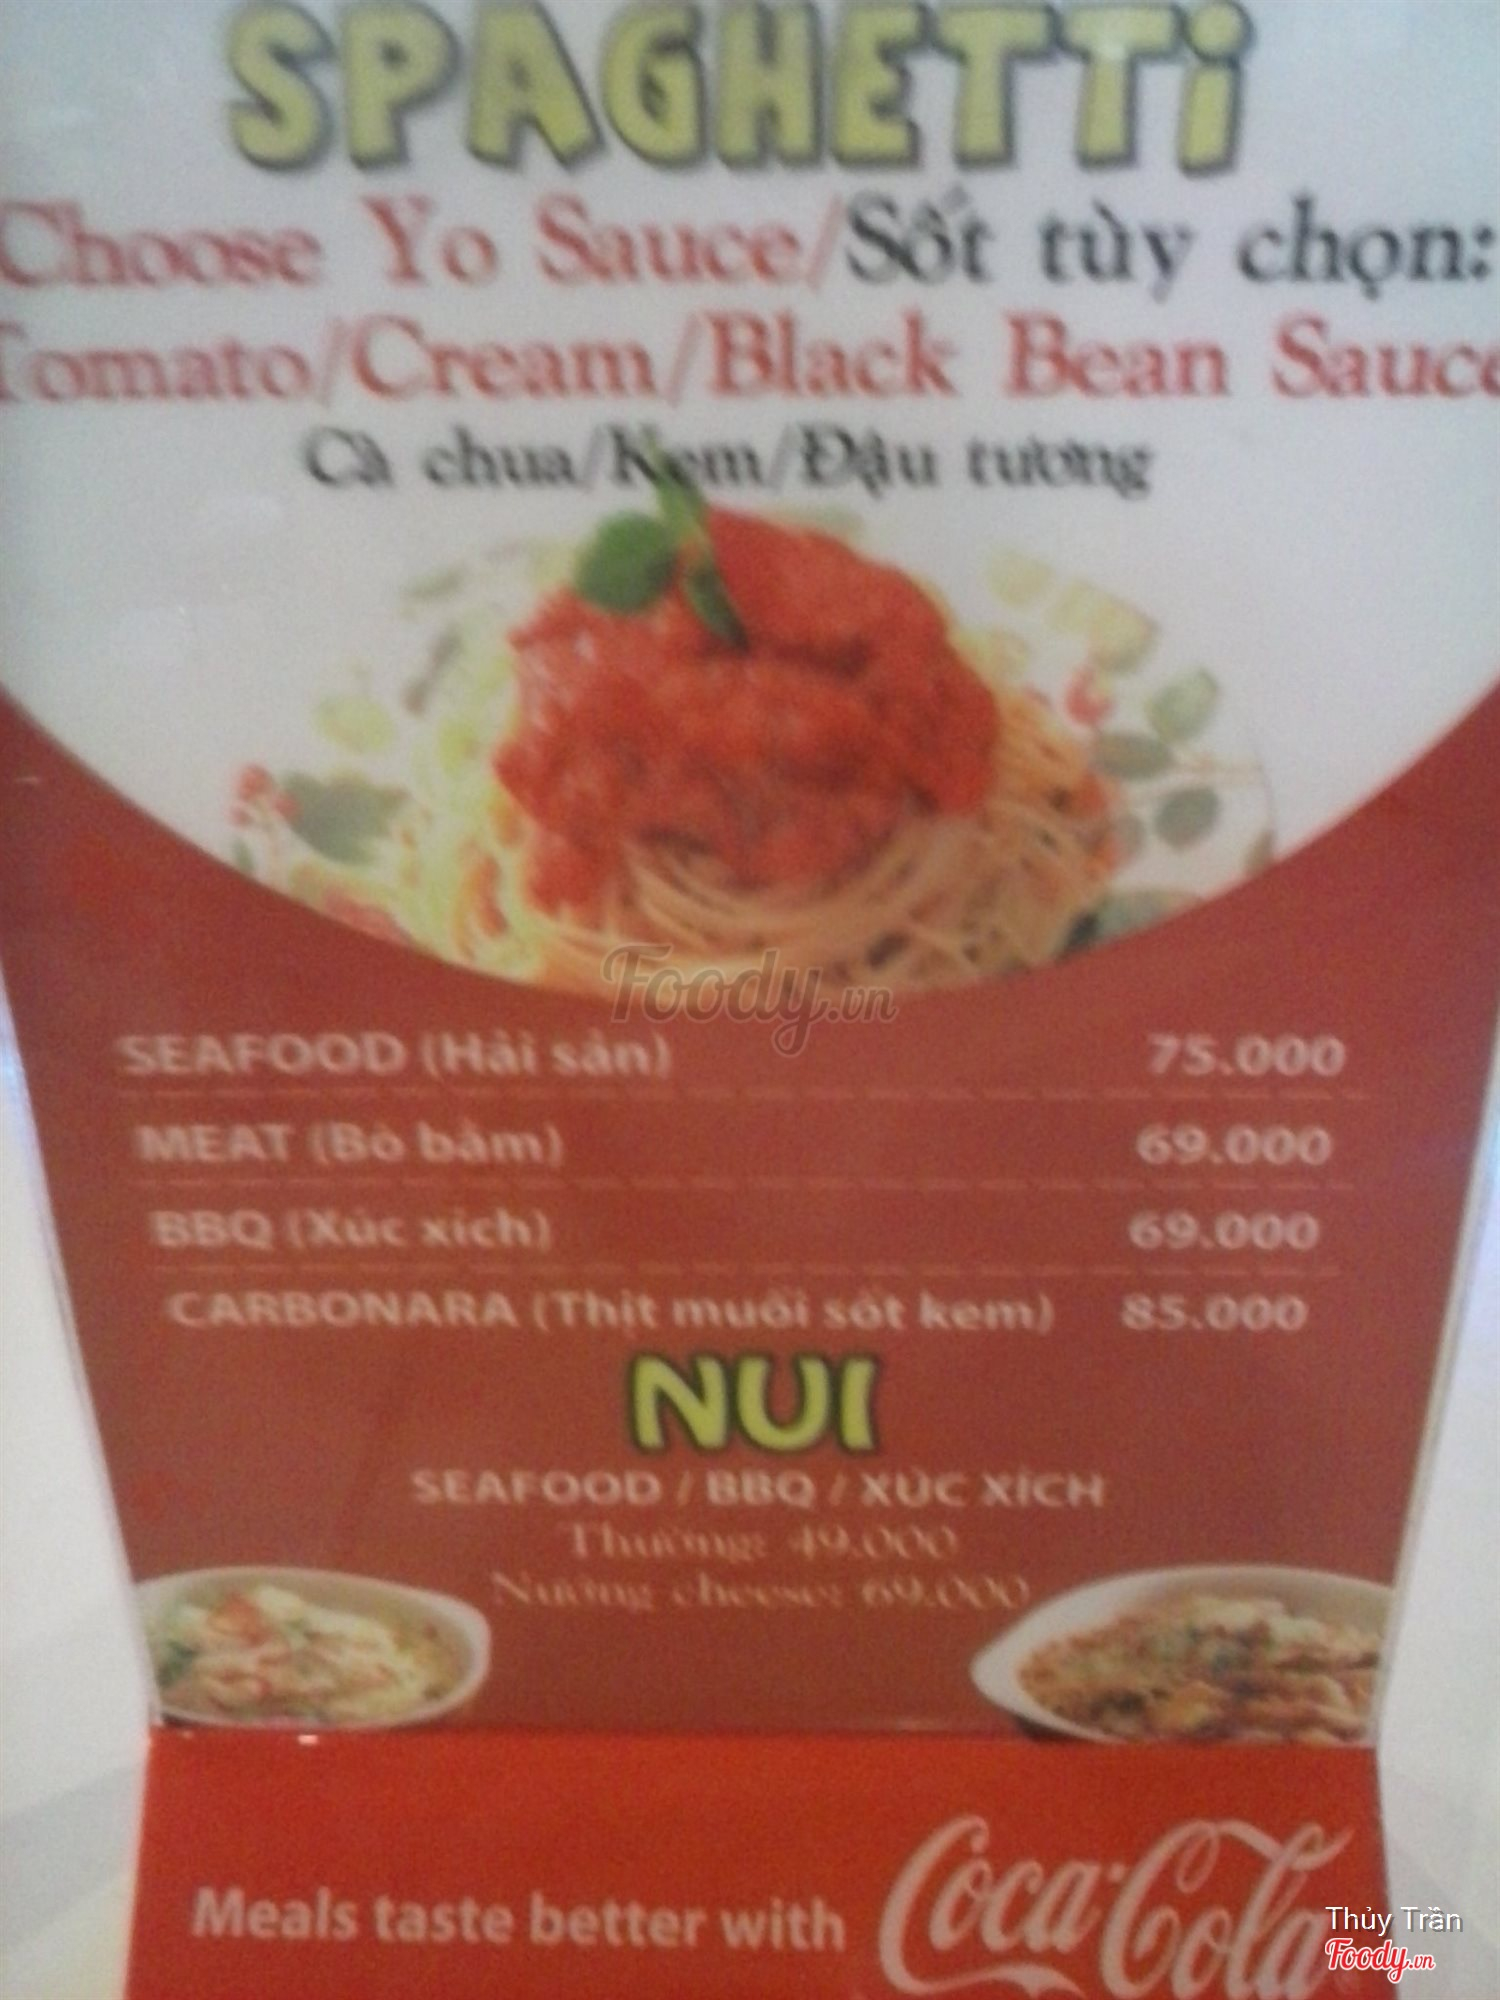 SPAGHETTi
Choose Yo Sauce/Sốt tùy chọn:
Tomato/Cream/Black Bean Sauce
Cà chua/Kem/Đậu tương
Foody.vn
SEAFOOD (Hải sản) 75.000
MEAT (Bò bằm) 69.000
BBQ (Xúc xích) 69.000
CARBONARA (Thịt muối sốt kem) 85.000
NUI
SEAFOOD / BBQ / XÚC XÍCH
Thường: 49.000
Nướng cheese: 69.000
Meals taste better with Coca-Cola
Thủy Trần
Foody.vn